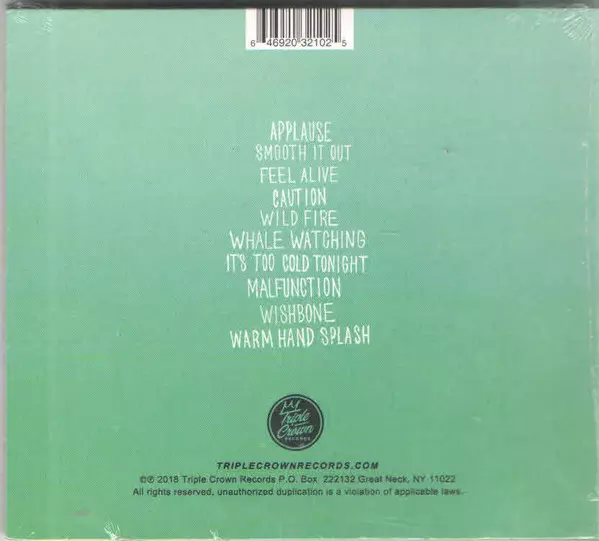 6 46920 32102 5
APPLAUSE
SMOOTH IT OUT
FEEL ALIVE
CAUTION
WILD FIRE
WHALE WATCHING
IT'S TOO COLD TONIGHT
MALFUNCTION
WISHBONE
WARM HAND SPLASH
Triple
Crown
RECORDS
TRIPLECROWNRECORDS.COM
©℗ 2018 Triple Crown Records P.O. Box 222132 Great Neck, NY 11022
All rights reserved, unauthorized duplication is a violation of applicable laws.